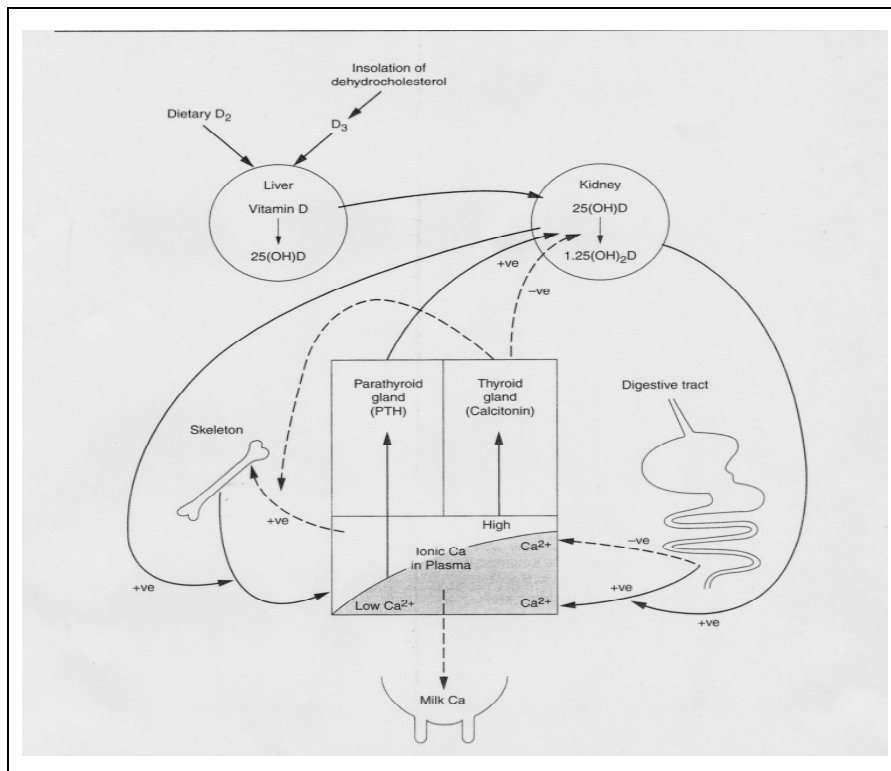 Insolation of
dehydrocholesterol
Dietary D₂
D₃
Liver
Vitamin D
25(OH)D
Kidney
25(OH)D
1.25(OH)₂D
+ve
–ve
Parathyroid
gland
(PTH)
Thyroid
gland
(Calcitonin)
Digestive tract
Skeleton
+ve
High
Ionic Ca
in Plasma
Ca²⁺
–ve
+ve
Low Ca²⁺
Ca²⁺
+ve
+ve
Milk Ca